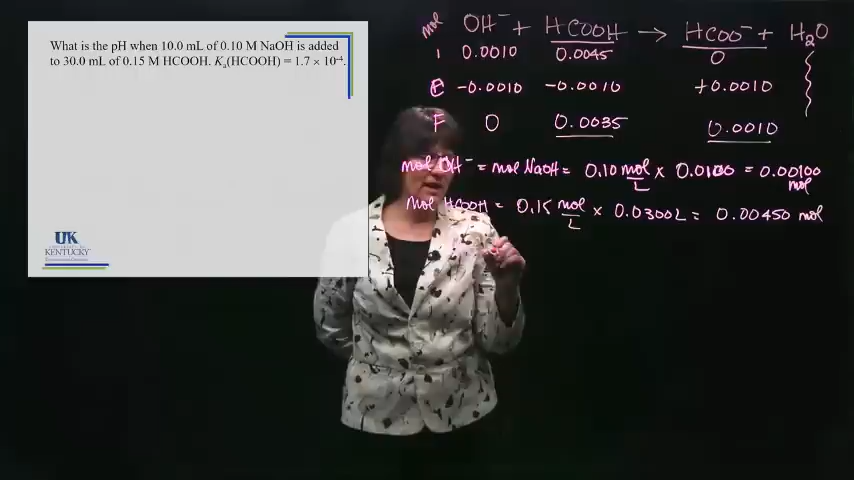 What is the pH when 10.0 mL of 0.10 M NaOH is added
to 30.0 mL of 0.15 M HCOOH. Kₐ(HCOOH) = 1.7 × 10⁻⁴.
UK
KENTUCKY
mol OH⁻ + HCOOH → HCOO⁻ + H₂O
I 0.0010 0.0045 0
C -0.0010 -0.0010 +0.0010
F 0 0.0035 0.0010
mol OH⁻ = mol NaOH = 0.10 mol/L × 0.0100 = 0.00100 mol
mol HCOOH = 0.15 mol/L × 0.0300L = 0.00450 mol